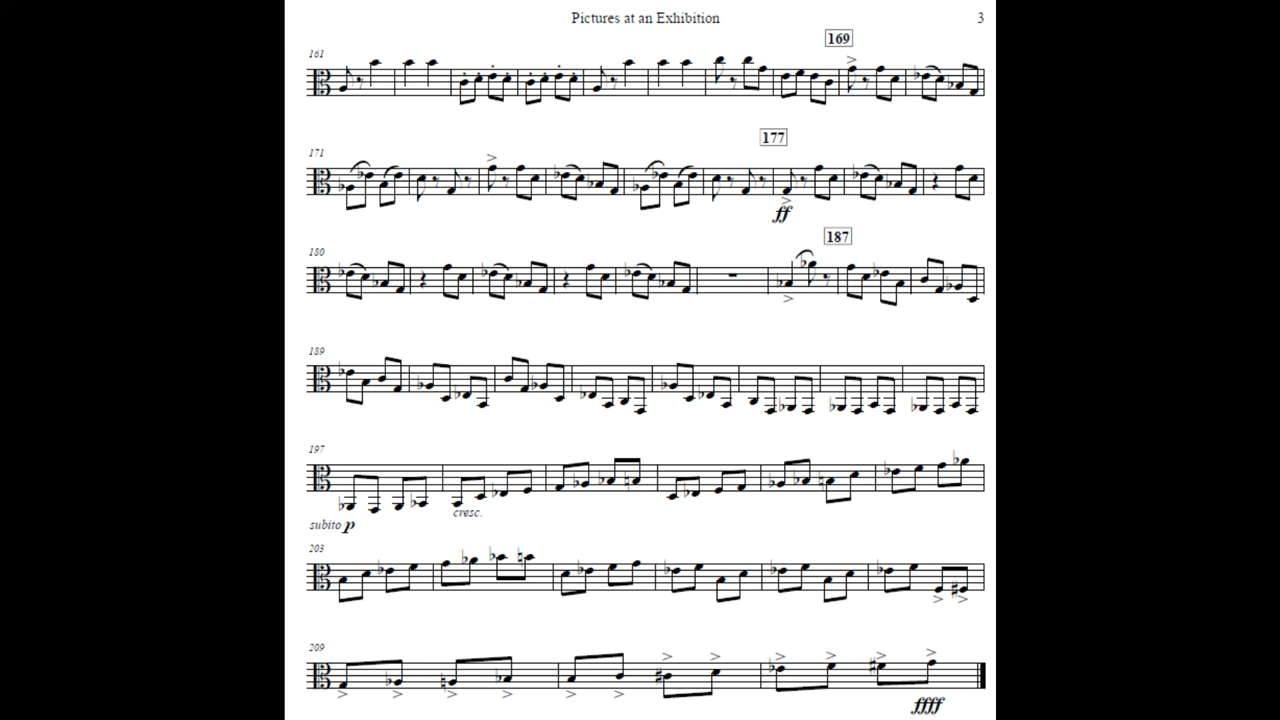 Pictures at an Exhibition 3
169
161
171
177
ff
180
187
189
197
subito p
cresc.
203
209
ffff